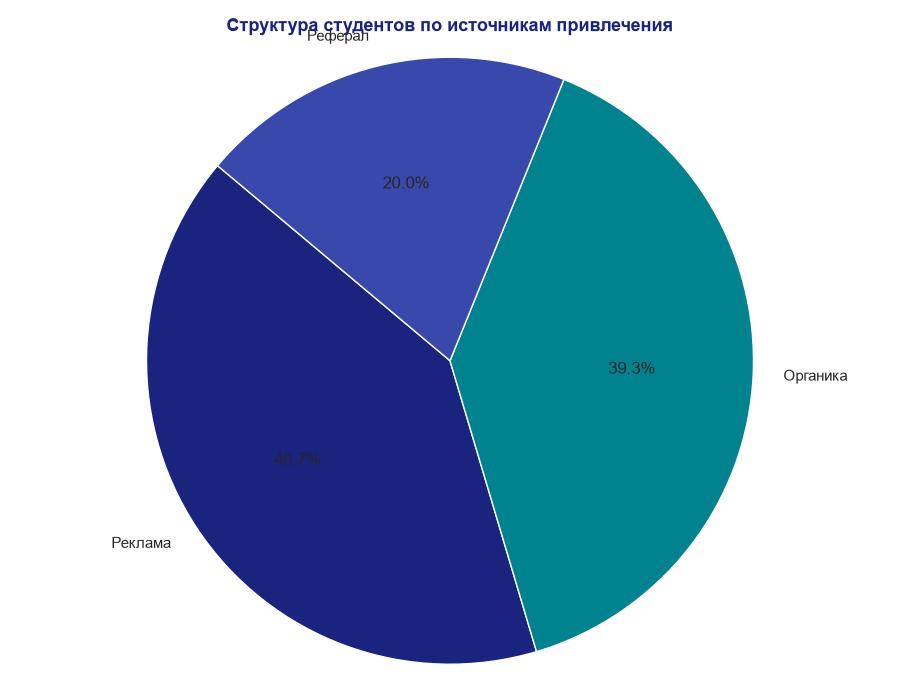 Структура студентов по источникам привлечения
Реферал
20.0%
39.3%
Органика
40.7%
Реклама